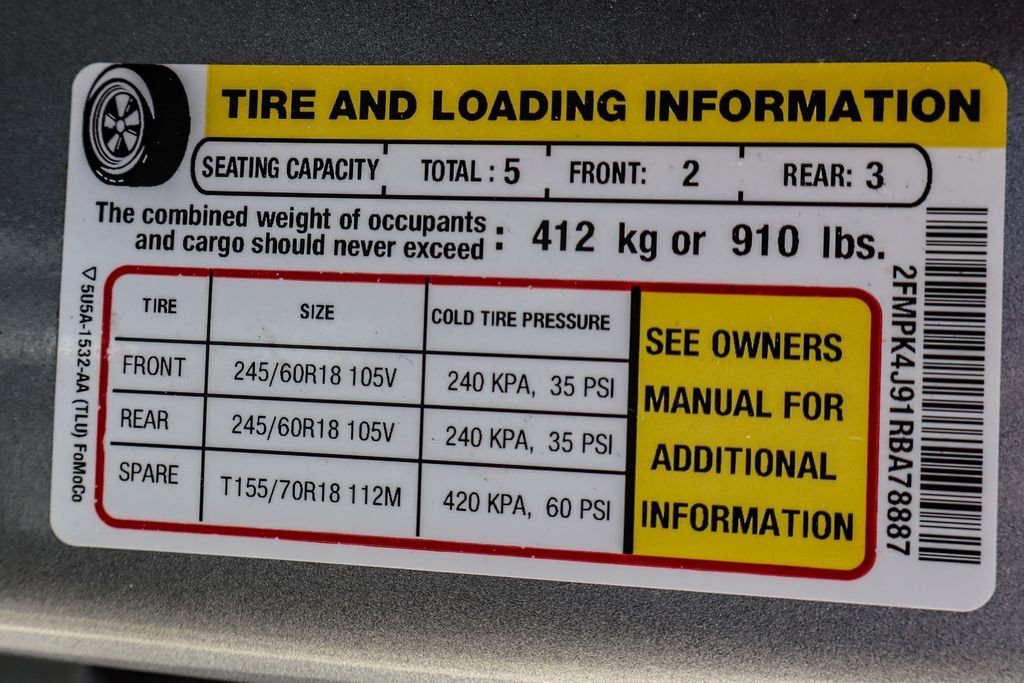 TIRE AND LOADING INFORMATION
SEATING CAPACITY TOTAL : 5 FRONT: 2 REAR: 3
The combined weight of occupants
and cargo should never exceed : 412 kg or 910 lbs.
TIRE SIZE COLD TIRE PRESSURE
FRONT 245/60R18 105V 240 KPA, 35 PSI
REAR 245/60R18 105V 240 KPA, 35 PSI
SPARE T155/70R18 112M 420 KPA, 60 PSI
SEE OWNERS
MANUAL FOR
ADDITIONAL
INFORMATION
5U5A-1532-AA (TLU) FoMoCo
2FMPK4J91RBA78887